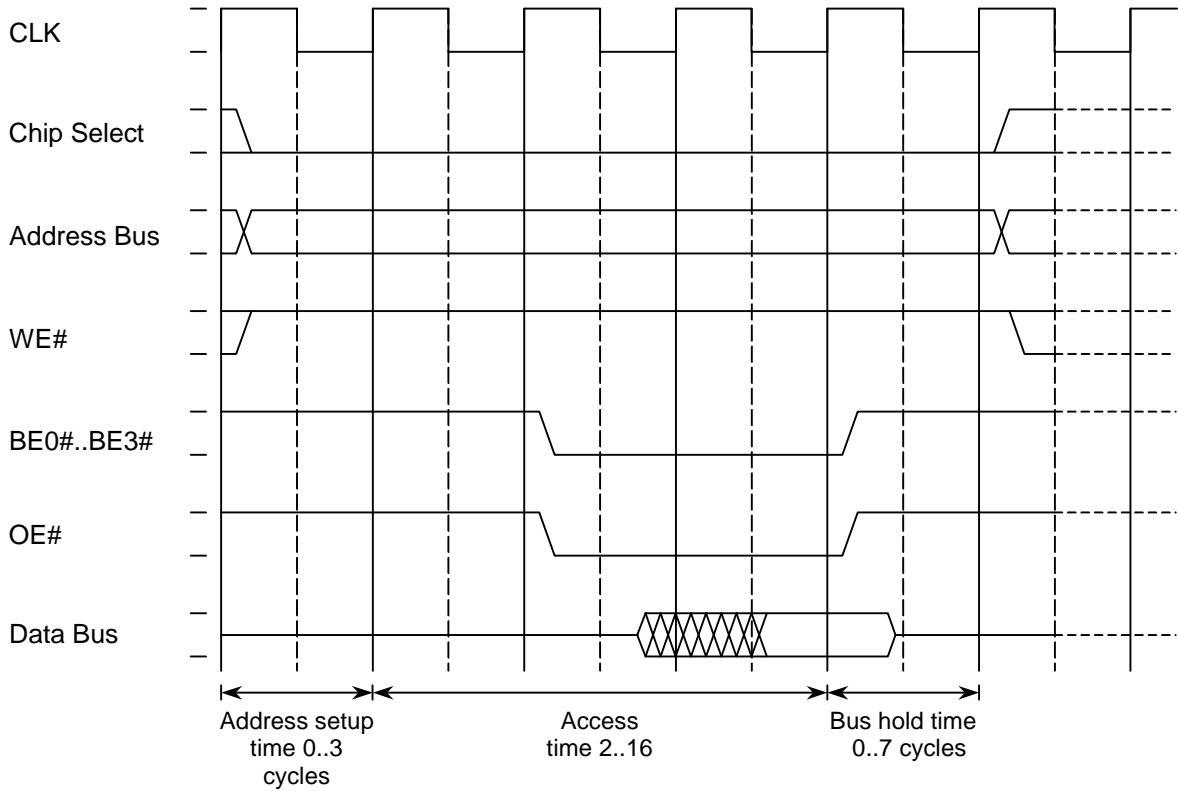 CLK
Chip Select
Address Bus
WE#
BE0#..BE3#
OE#
Data Bus
Address setup
time 0..3
cycles
Access
time 2..16
Bus hold time
0..7 cycles